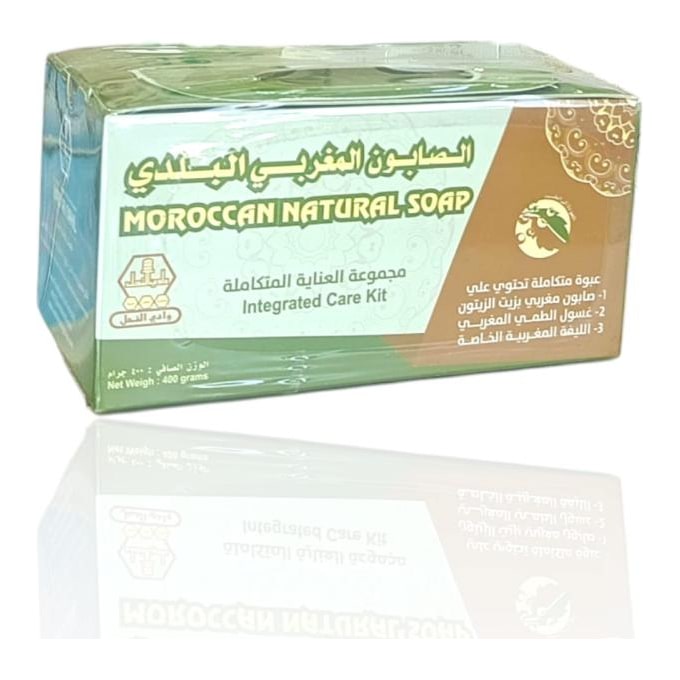 الصابون المغربي البلدي
MOROCCAN NATURAL SOAP
مجموعة العناية المتكاملة
Integrated Care Kit
وادي النحل
الوزن الصافي : ٤٠٠ جرام
Net Weigh : 400 grams
عبوة متكاملة تحتوي علي
1- صابون مغربي بزيت الزيتون
2- غسول الطمي المغربي
3- الليفة المغربية الخاصة